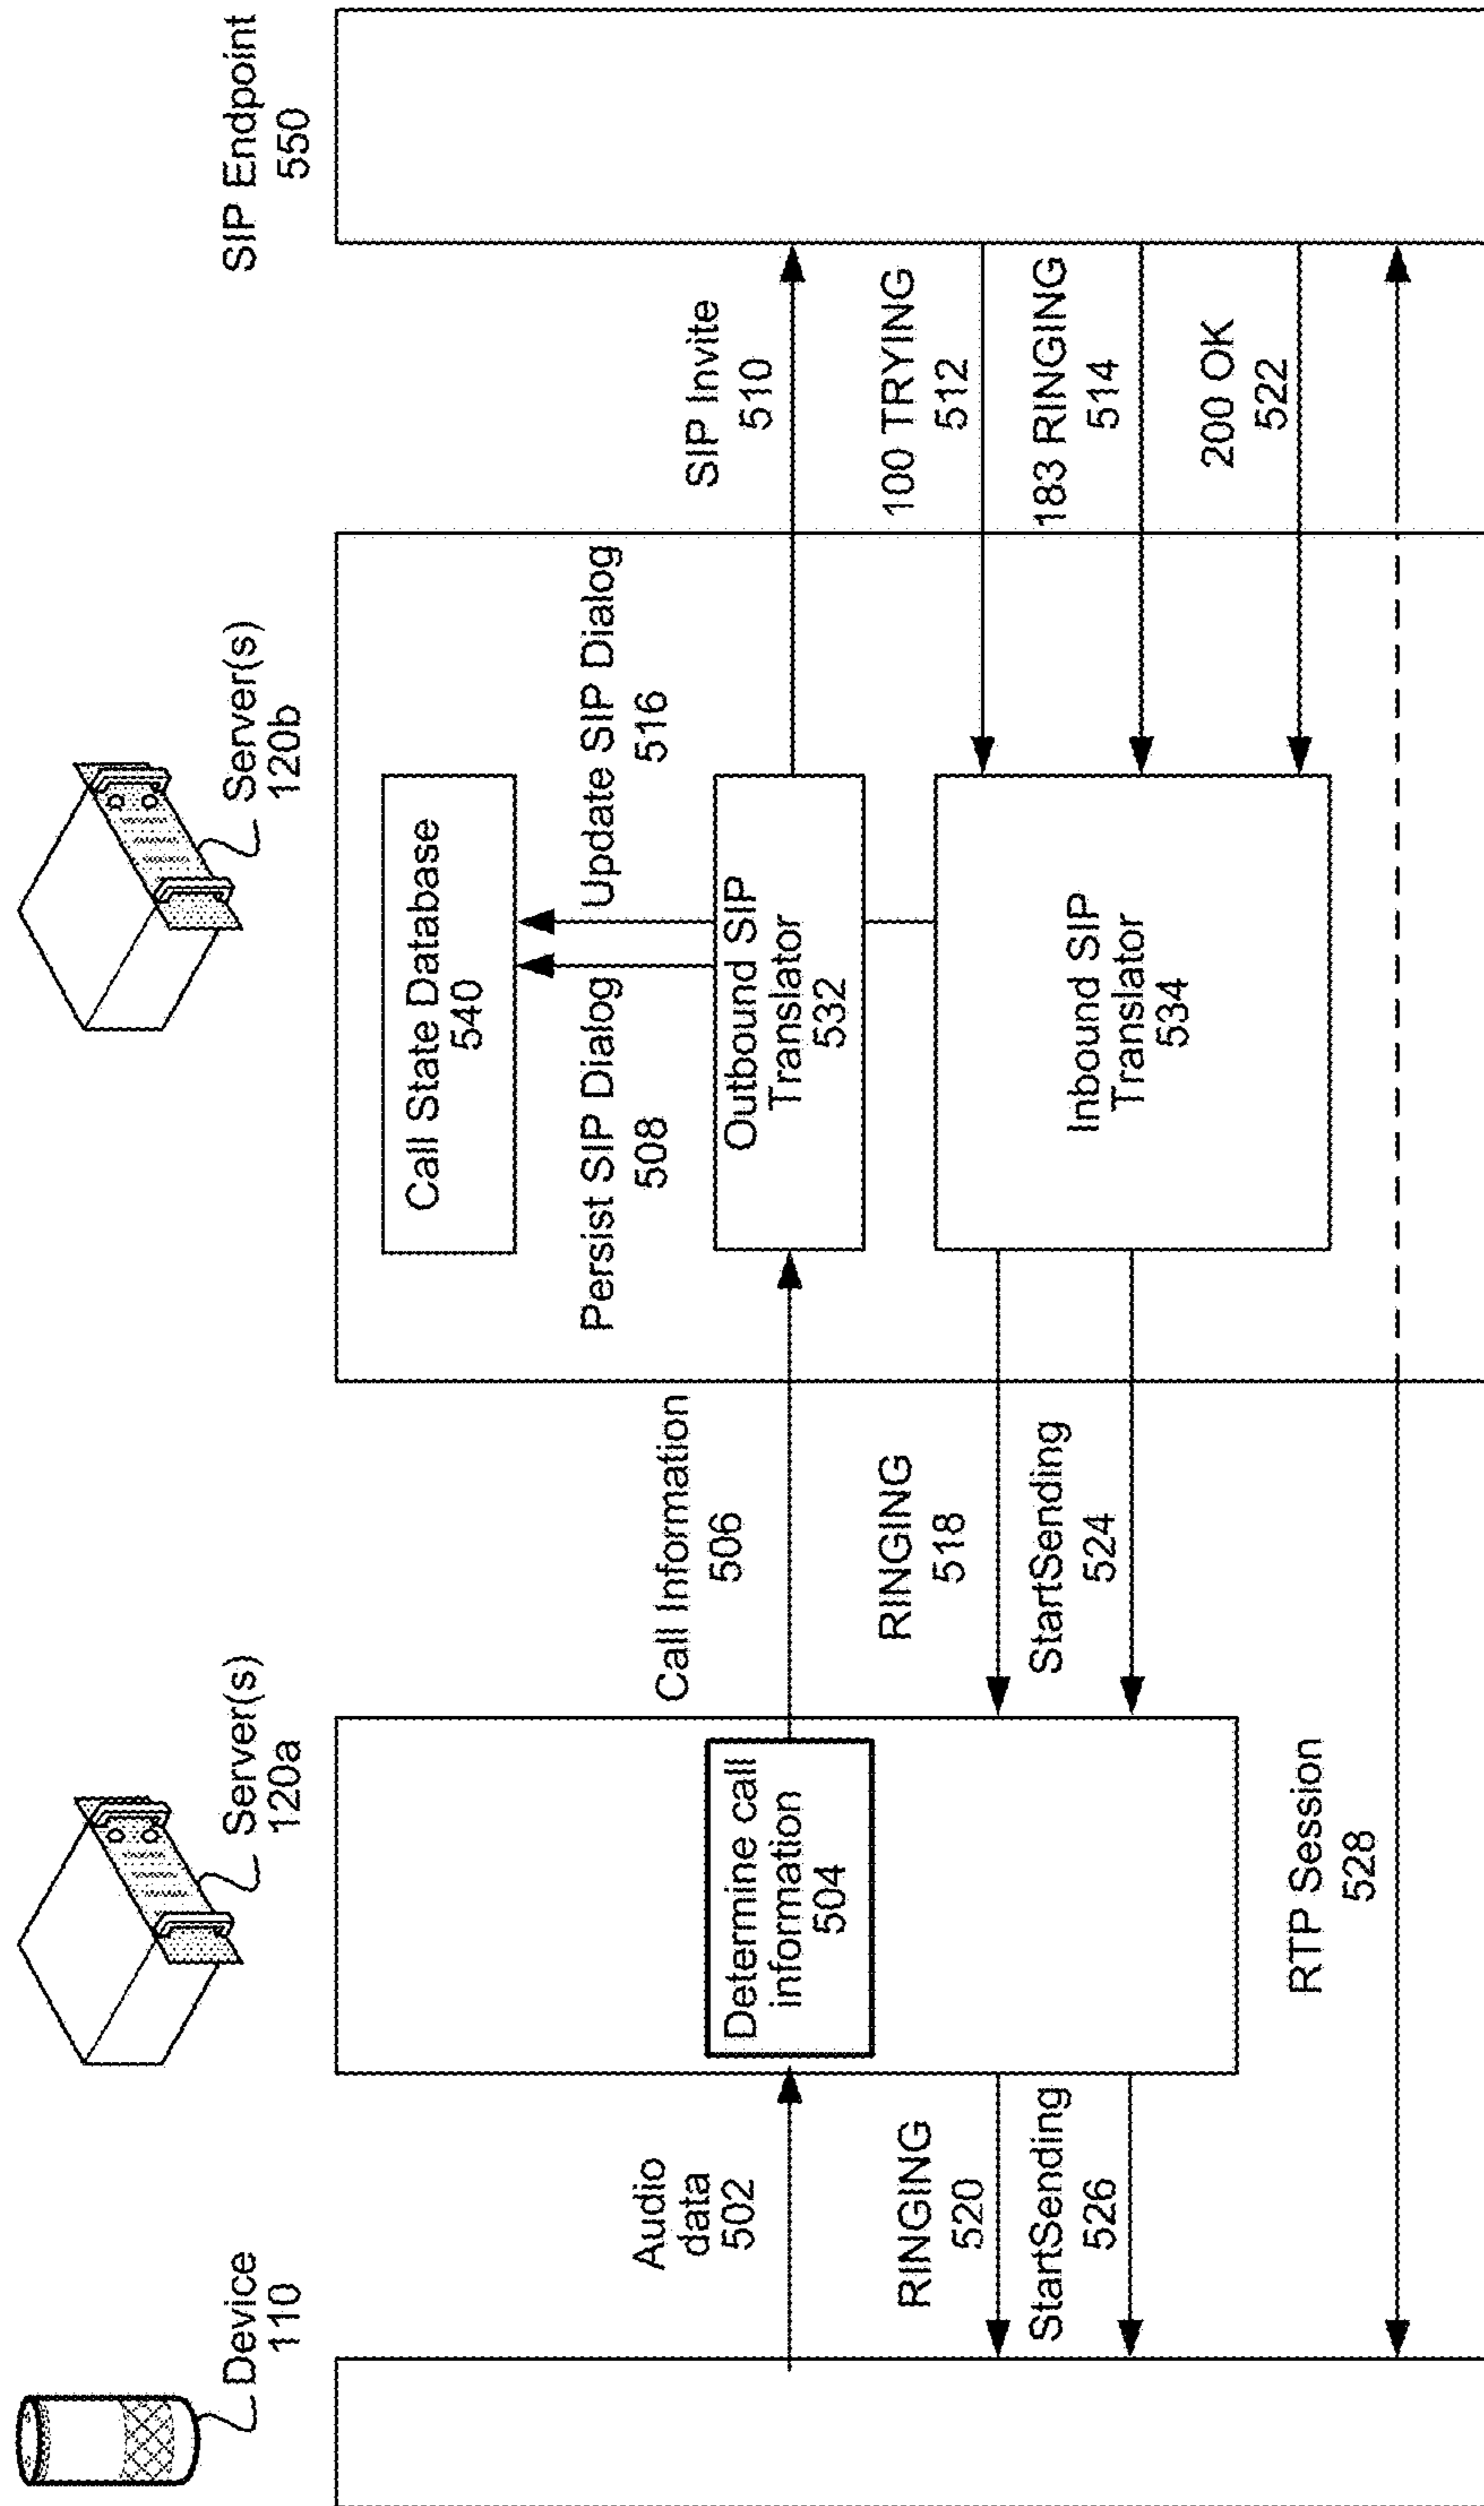 Device
110
Server(s)
120a
Server(s)
120b
SIP Endpoint
550
Call State Database
540
Persist SIP Dialog
508
Update SIP Dialog
516
Audio
data
502
Determine call
information
504
Call Information
506
Outbound SIP
Translator
532
SIP Invite
510
RINGING
520
RINGING
518
100 TRYING
512
StartSending
526
StartSending
524
Inbound SIP
Translator
534
183 RINGING
514
200 OK
522
RTP Session
528